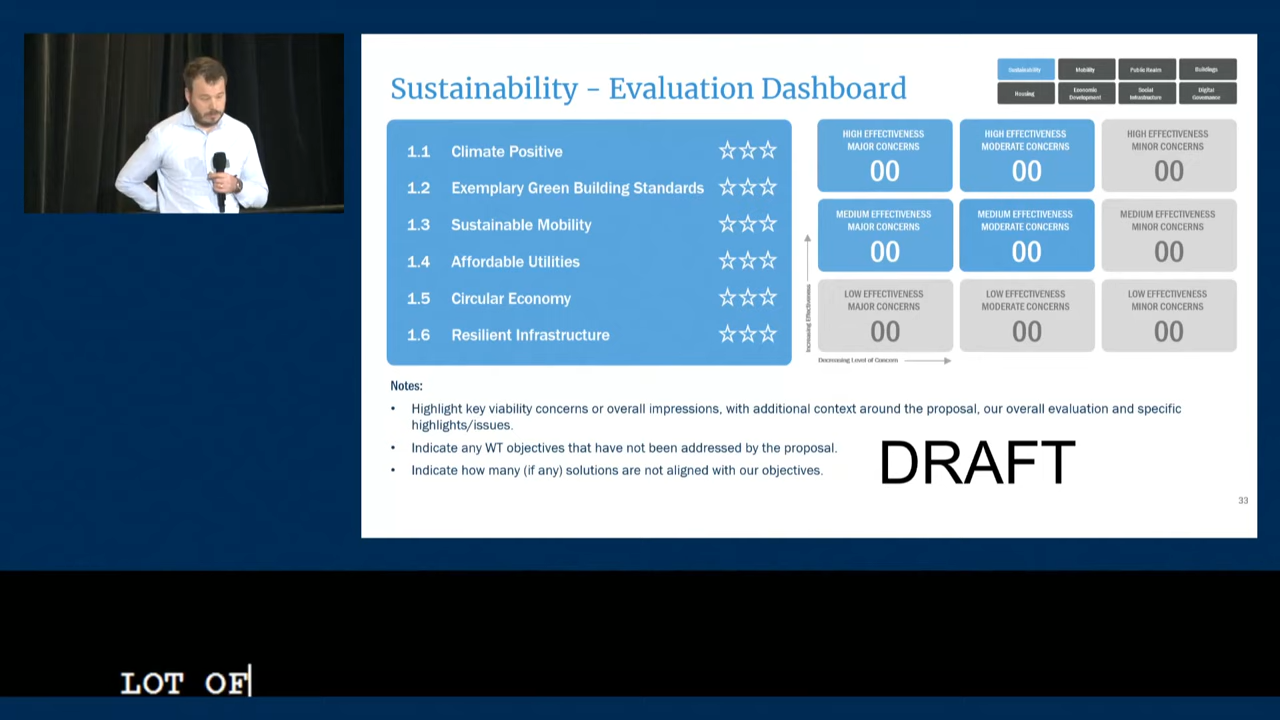 Sustainability – Evaluation Dashboard
Sustainability
Mobility
Public Realm
Buildings
Housing
Economic
Development
Social
Infrastructure
Digital
Governance
1.1 Climate Positive ☆☆☆
1.2 Exemplary Green Building Standards ☆☆☆
1.3 Sustainable Mobility ☆☆☆
1.4 Affordable Utilities ☆☆☆
1.5 Circular Economy ☆☆☆
1.6 Resilient Infrastructure ☆☆☆
HIGH EFFECTIVENESS
MAJOR CONCERNS
00
HIGH EFFECTIVENESS
MODERATE CONCERNS
00
HIGH EFFECTIVENESS
MINOR CONCERNS
00
MEDIUM EFFECTIVENESS
MAJOR CONCERNS
00
MEDIUM EFFECTIVENESS
MODERATE CONCERNS
00
MEDIUM EFFECTIVENESS
MINOR CONCERNS
00
LOW EFFECTIVENESS
MAJOR CONCERNS
00
LOW EFFECTIVENESS
MODERATE CONCERNS
00
LOW EFFECTIVENESS
MINOR CONCERNS
00
Increasing Effectiveness
Decreasing Level of Concern
Notes:
• Highlight key viability concerns or overall impressions, with additional context around the proposal, our overall evaluation and specific
highlights/issues.
• Indicate any WT objectives that have not been addressed by the proposal.
• Indicate how many (if any) solutions are not aligned with our objectives.
DRAFT
33
LOT OF